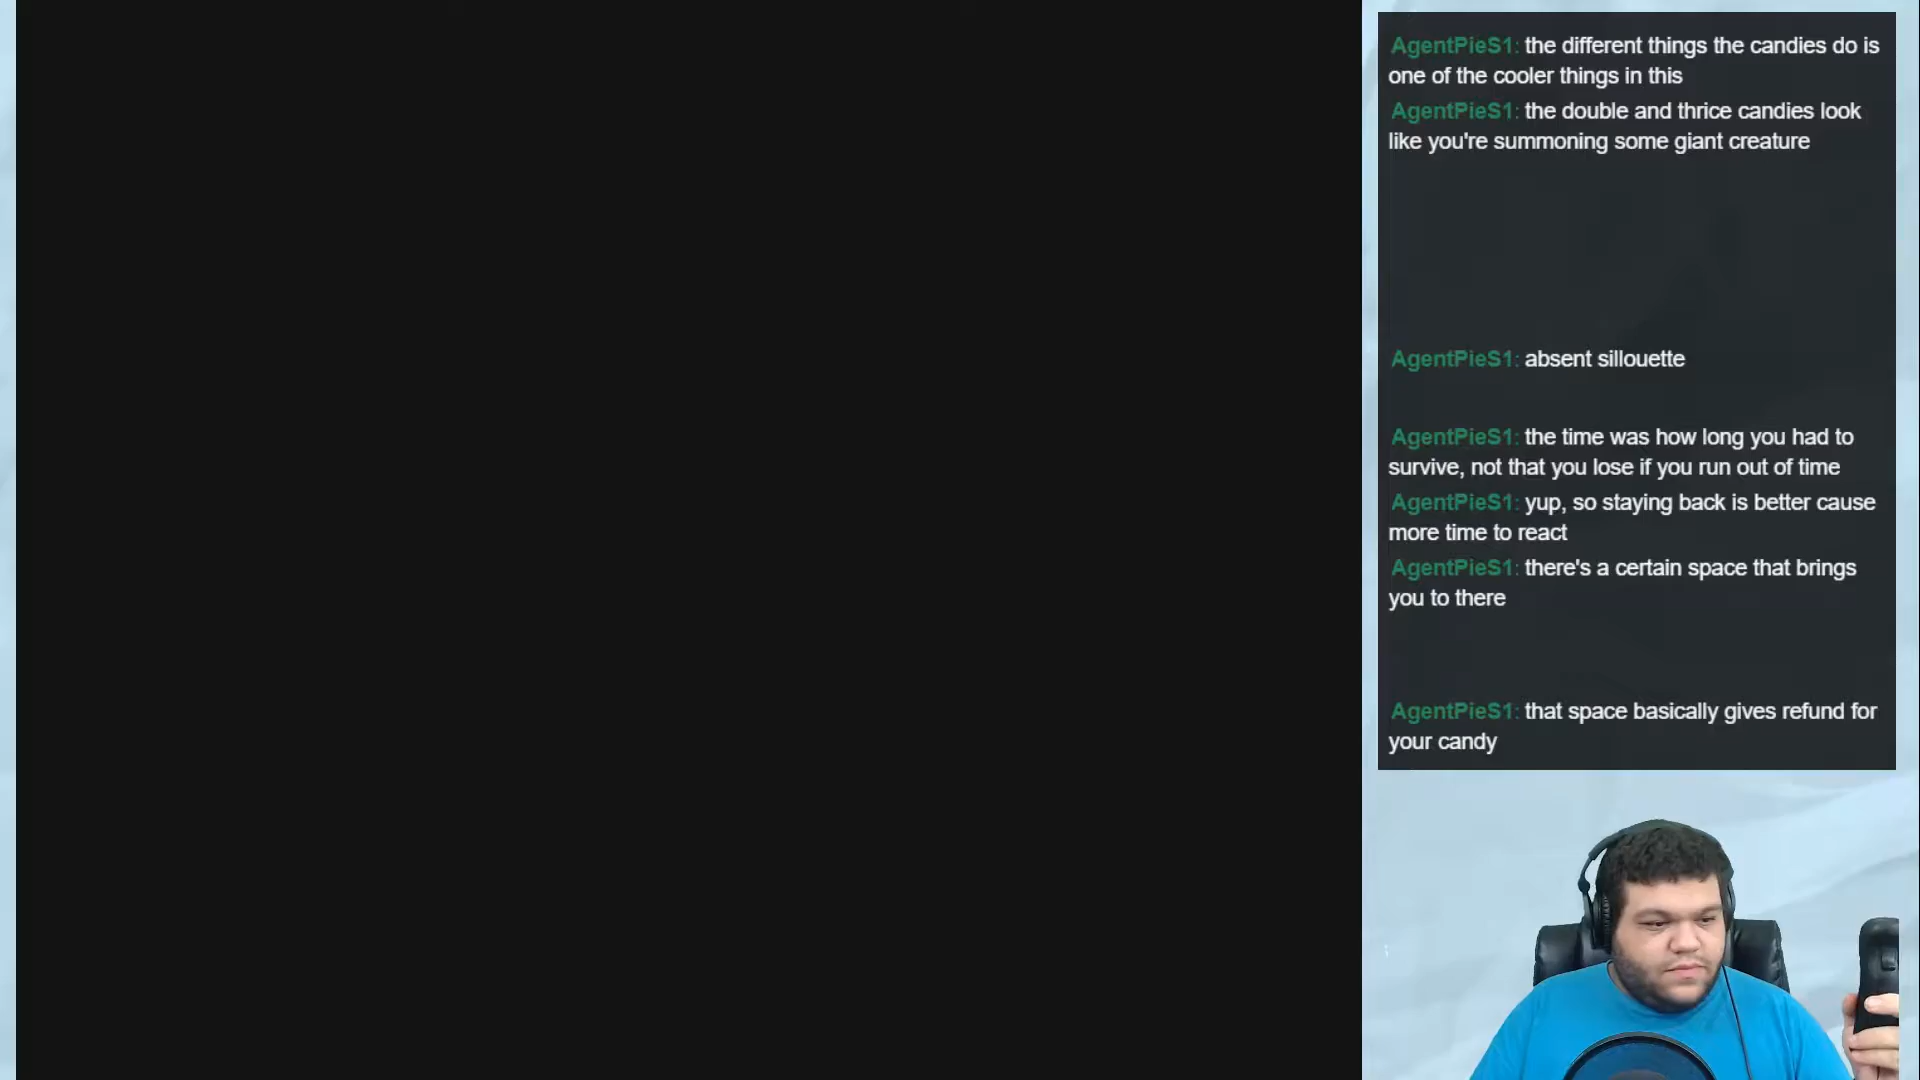 AgentPieS1: the different things the candies do is
one of the cooler things in this
AgentPieS1: the double and thrice candies look
like you're summoning some giant creature
AgentPieS1: absent sillouette
AgentPieS1: the time was how long you had to
survive, not that you lose if you run out of time
AgentPieS1: yup, so staying back is better cause
more time to react
AgentPieS1: there's a certain space that brings
you to there
AgentPieS1: that space basically gives refund for
your candy